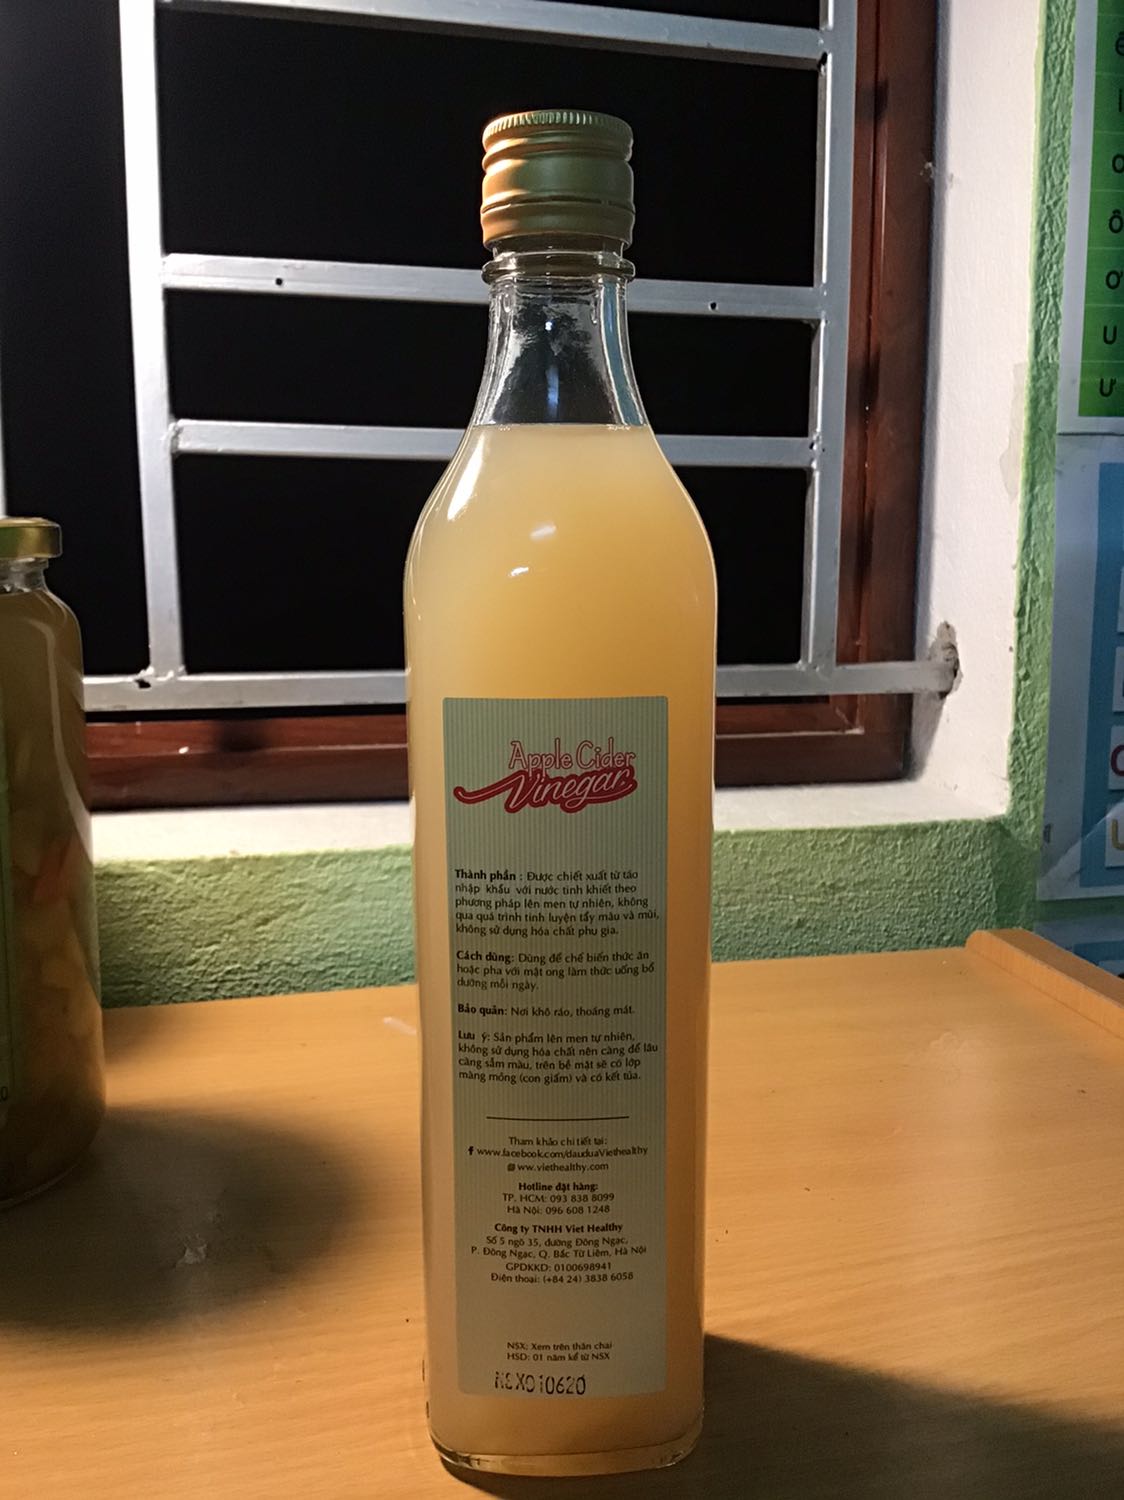 Apple Cider
Vinegar
Thành phần : Được chiết xuất từ táo
nhập khẩu với nước tinh khiết theo
phương pháp lên men tự nhiên, không
qua quá trình tinh luyện tẩy màu và mùi,
không sử dụng hóa chất phụ gia.
Cách dùng: Dùng để chế biến thức ăn
hoặc pha với mật ong làm thức uống bổ
dưỡng mỗi ngày.
Bảo quản: Nơi khô ráo, thoáng mát.
Lưu ý: Sản phẩm lên men tự nhiên,
không sử dụng hóa chất nên càng để lâu
càng sẫm màu, trên bề mặt sẽ có lớp
màng mỏng (con giấm) và có kết tủa.
Tham khảo chi tiết tại:
www.facebook.com/dauduaViethealthy
ww.viethealthy.com
Hotline đặt hàng:
TP. HCM: 093 838 8099
Hà Nội: 096 608 1248
Công ty TNHH Viet Healthy
Số 5 ngõ 35, đường Đông Ngạc,
P. Đông Ngạc, Q. Bắc Từ Liêm, Hà Nội
GPDKKD: 0100698941
Điện thoại: (+84 24) 3838 6058
NSX: Xem trên thân chai
HSD: 01 năm kể từ NSX
NSX010620
ê
i
o
ô
ơ
u
ư